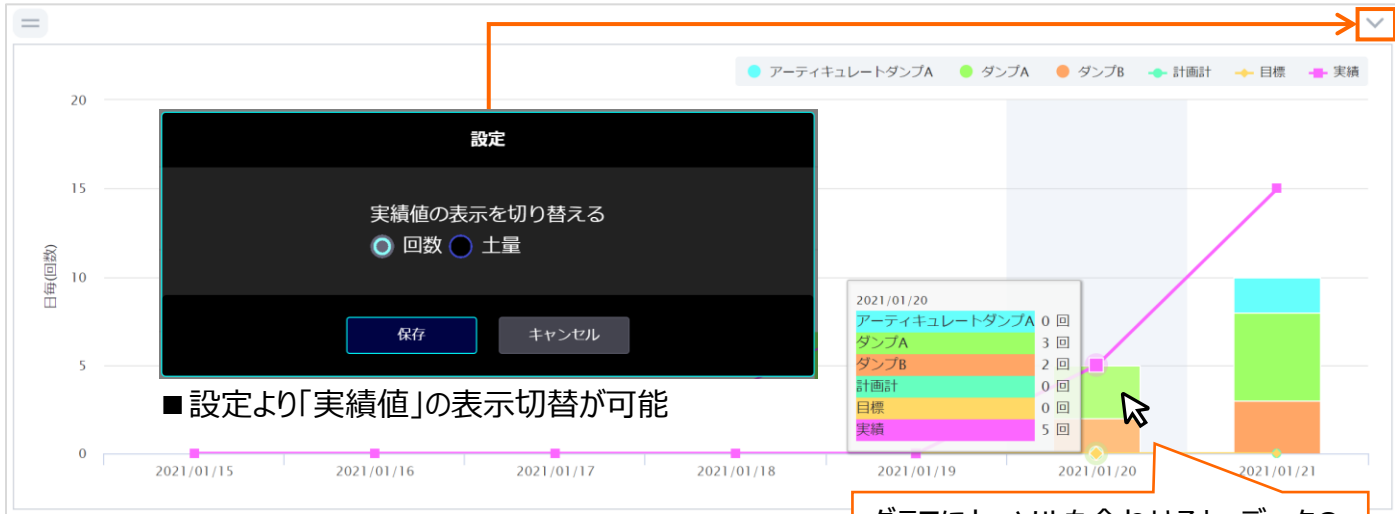 アーティキュレートダンプA ダンプA ダンプB 計画計 目標 実績
20
15
10
5
0
日毎(回数)
設定
実績値の表示を切り替える
回数 土量
保存 キャンセル
■設定より「実績値」の表示切替が可能
2021/01/20
アーティキュレートダンプA 0 回
ダンプA 3 回
ダンプB 2 回
計画計 0 回
目標 0 回
実績 5 回
2021/01/15 2021/01/16 2021/01/17 2021/01/18 2021/01/19 2021/01/20 2021/01/21